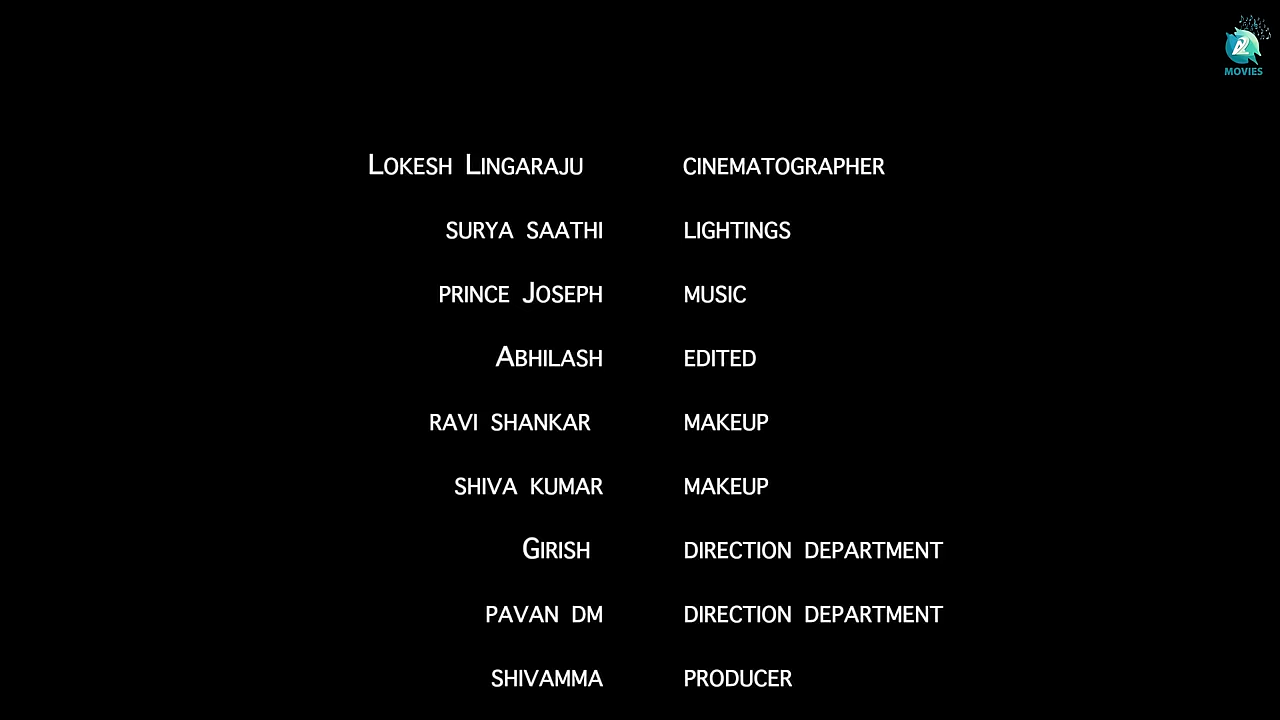 MOVIES
Lokesh Lingaraju cinematographer
surya saathi lightings
prince Joseph music
Abhilash edited
ravi shankar makeup
shiva kumar makeup
Girish direction department
pavan dm direction department
shivamma producer